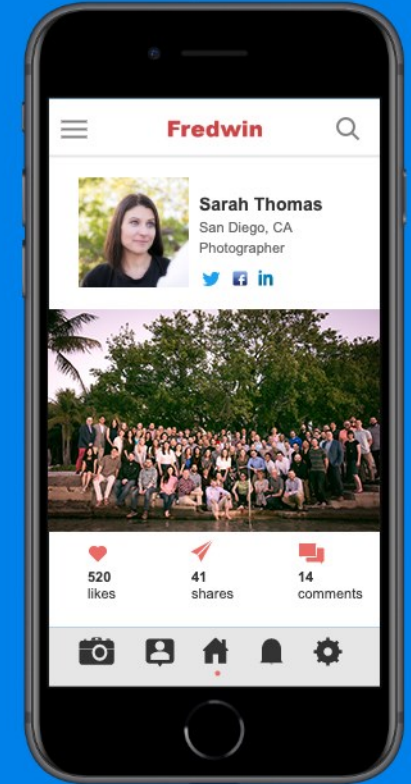 Fredwin
Sarah Thomas
San Diego, CA
Photographer
520
likes
41
shares
14
comments